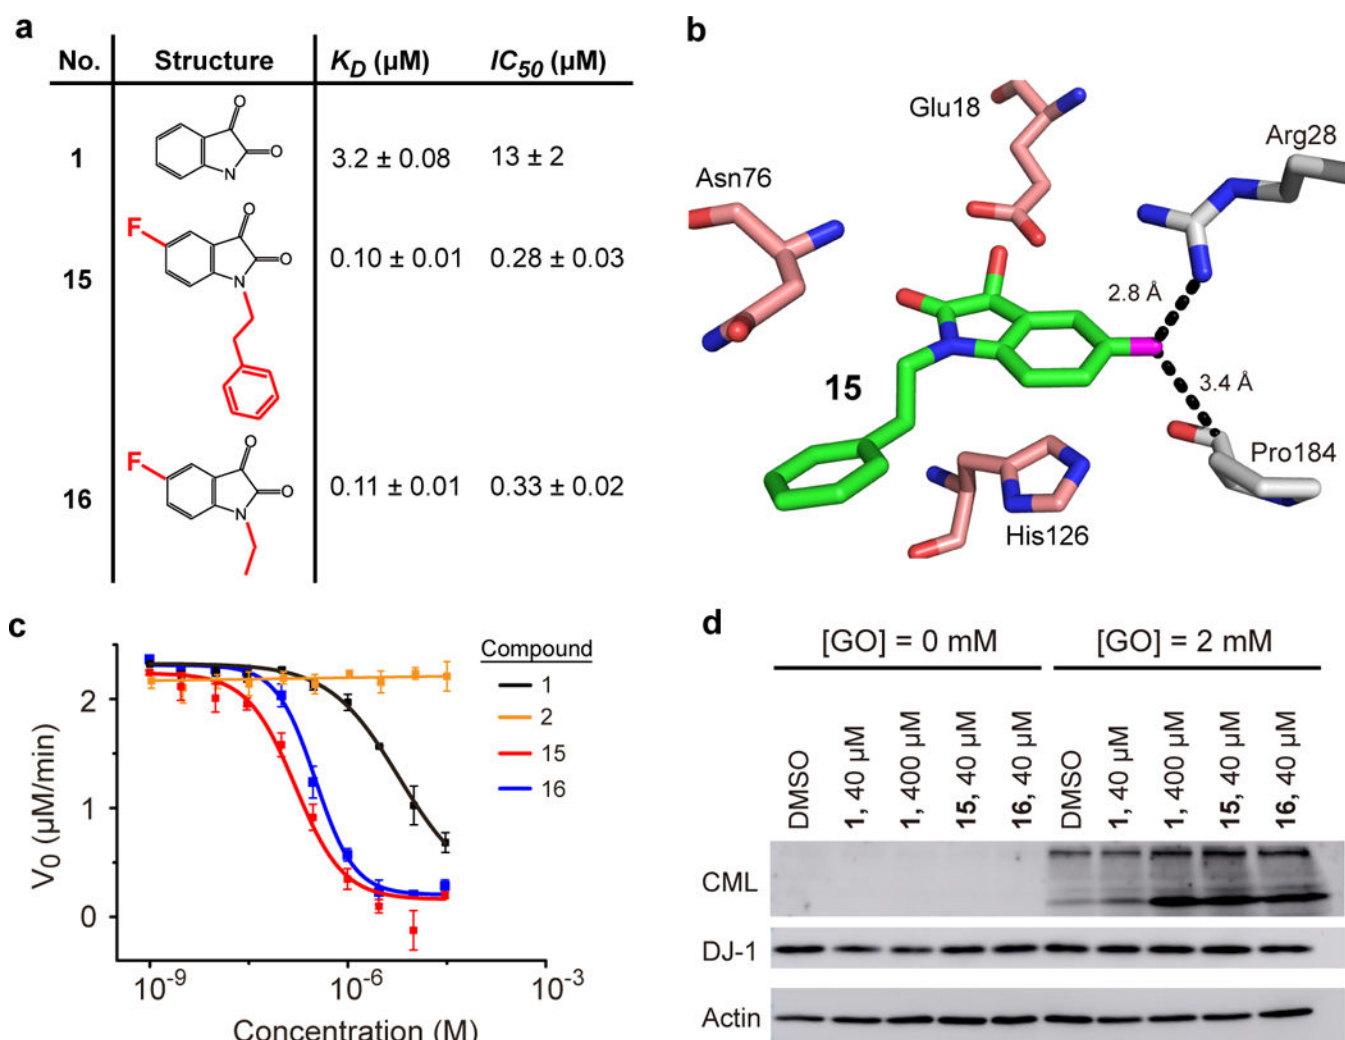 a
No. Structure K_D (µM) IC_50 (µM)
O
O
N
1 3.2 ± 0.08 13 ± 2
F
O
O
N
15 0.10 ± 0.01 0.28 ± 0.03
F
O
O
N
16 0.11 ± 0.01 0.33 ± 0.02
b
Glu18
Arg28
Asn76
2.8 Å
15
3.4 Å
Pro184
His126
c
Compound
1
2
15
16
2
1
0
V_0 (µM/min)
10^-9 10^-6 10^-3
Concentration (M)
d
[GO] = 0 mM [GO] = 2 mM
DMSO
1, 40 µM
1, 400 µM
15, 40 µM
16, 40 µM
DMSO
1, 40 µM
1, 400 µM
15, 40 µM
16, 40 µM
CML
DJ-1
Actin